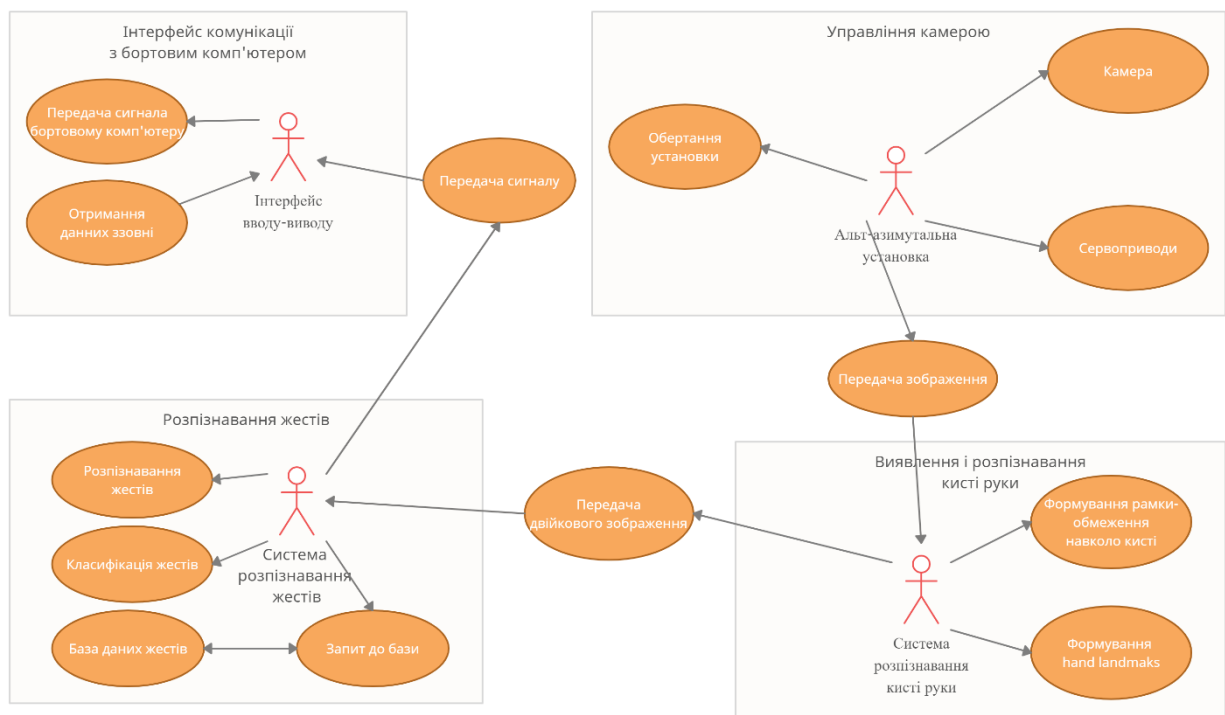 Інтерфейс комунікації
з бортовим комп'ютером
Передача сигнала
бортовому комп'ютеру
Отримання
данних ззовні
Інтерфейс
вводу-виводу
Передача сигналу
Управління камерою
Камера
Обертання
установки
Альт-азимутальна
установка
Сервоприводи
Передача зображення
Розпізнавання жестів
Розпізнавання
жестів
Класифікація жестів
Система
розпізнавання
жестів
База даних жестів
Запит до бази
Передача
двійкового зображення
Виявлення і розпізнавання
кисті руки
Формування рамки-
обмеження
навколо кисті
Система
розпізнавання
кисті руки
Формування
hand landmaks